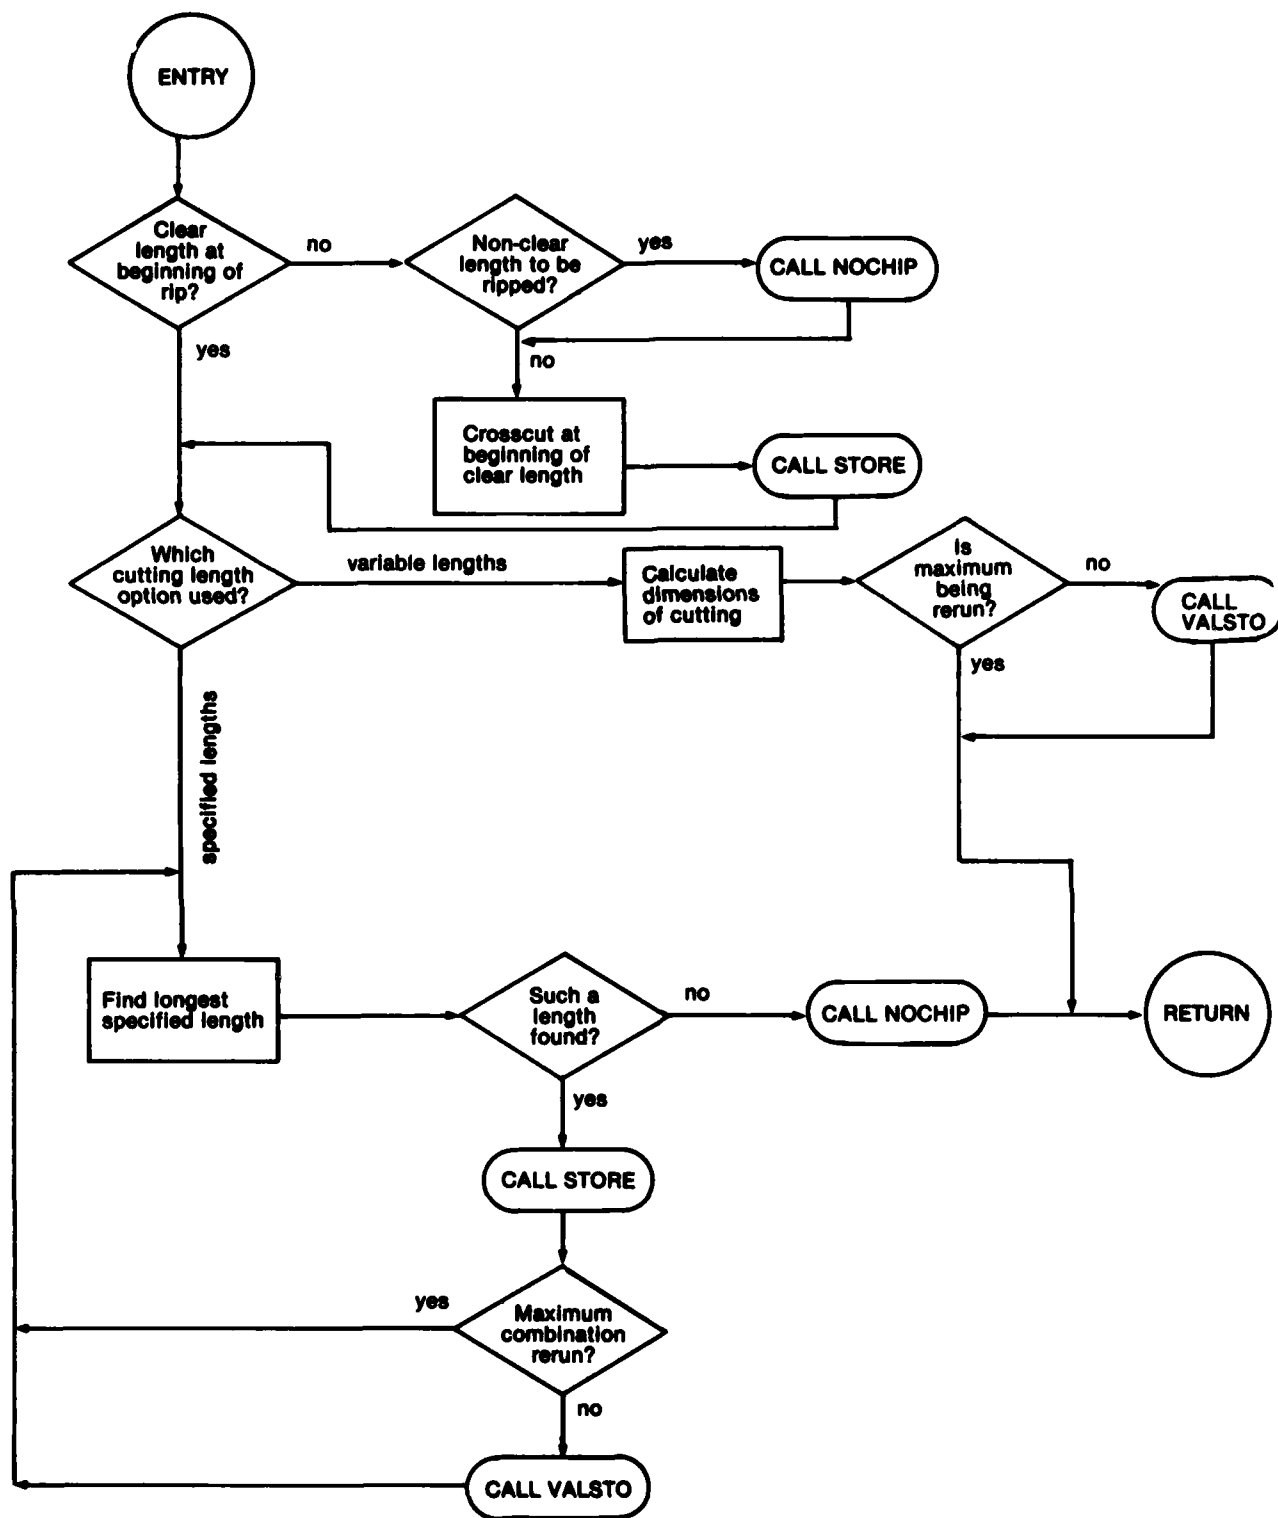 ENTRY
Clear
length at
beginning of
rip?
no
Non-clear
length to be
ripped?
yes
CALL NOCHIP
yes
no
Crosscut at
beginning of
clear length
CALL STORE
Which
cutting length
option used?
variable lengths
Calculate
dimensions
of cutting
Is
maximum
being
rerun?
no
CALL
VALSTO
yes
specified lengths
Find longest
specified length
Such a
length
found?
no
CALL NOCHIP
RETURN
yes
CALL STORE
Maximum
combination
rerun?
yes
no
CALL VALSTO